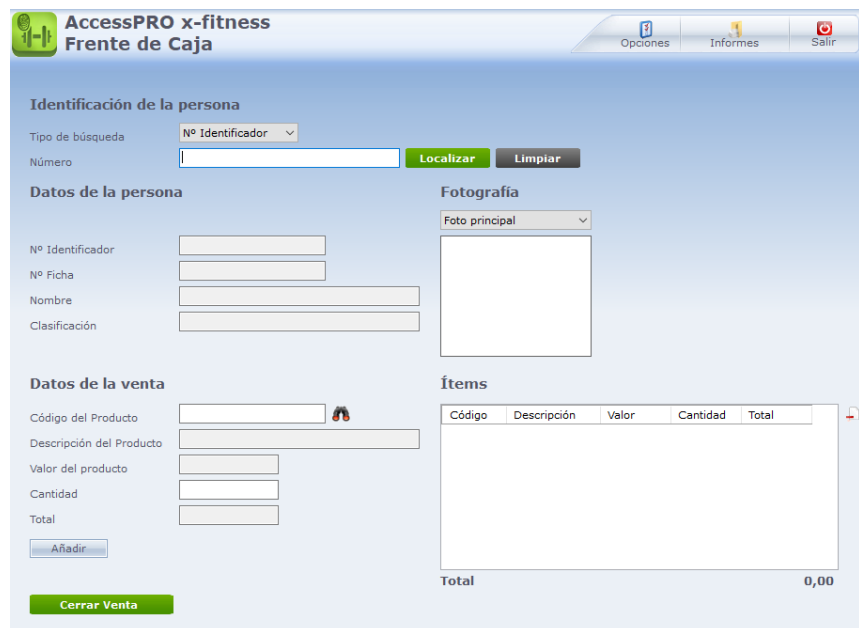 AccessPRO x-fitness
Frente de Caja
Opciones
Informes
Salir
Identificación de la persona
Tipo de búsqueda
Nº Identificador
Número
Localizar
Limpiar
Datos de la persona
Fotografía
Foto principal
Nº Identificador
Nº Ficha
Nombre
Clasificación
Datos de la venta
Ítems
Código del Producto
Código Descripción Valor Cantidad Total
Descripción del Producto
Valor del producto
Cantidad
Total
Añadir
Total 0,00
Cerrar Venta